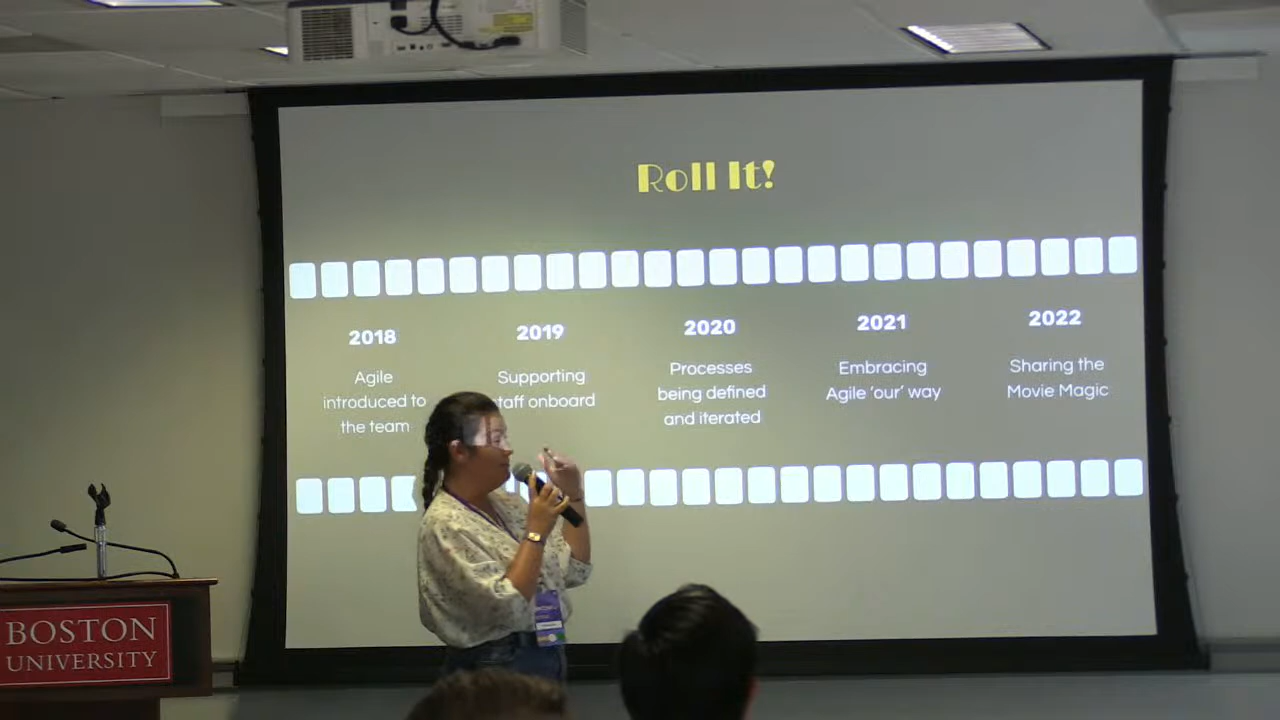 Roll It!
2018
Agile
introduced to
the team
2019
Supporting
taff onboard
2020
Processes
being defined
and iterated
2021
Embracing
Agile ‘our’ way
2022
Sharing the
Movie Magic
BOSTON
UNIVERSITY